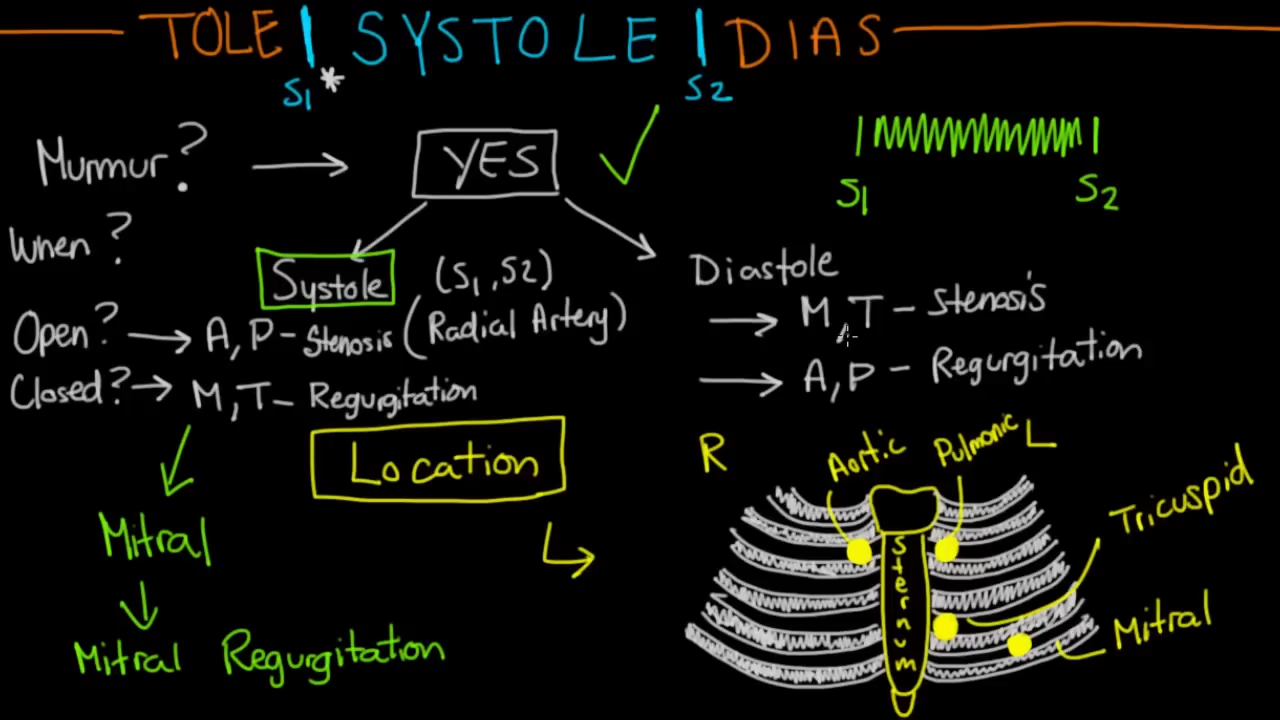 TOLE | SYSTOLE | DIAS
S1 * S2
Murmur? → YES ✓
S1 S2
When?
Systole (S1, S2)
Diastole
Open? → A, P - Stenosis (Radial Artery)
→ M, T - Stenosis
Closed? → M, T - Regurgitation
→ A, P - Regurgitation
Location
R Aortic Pulmonic L
Tricuspid
Mitral
Sternum
Mitral
Mitral Regurgitation